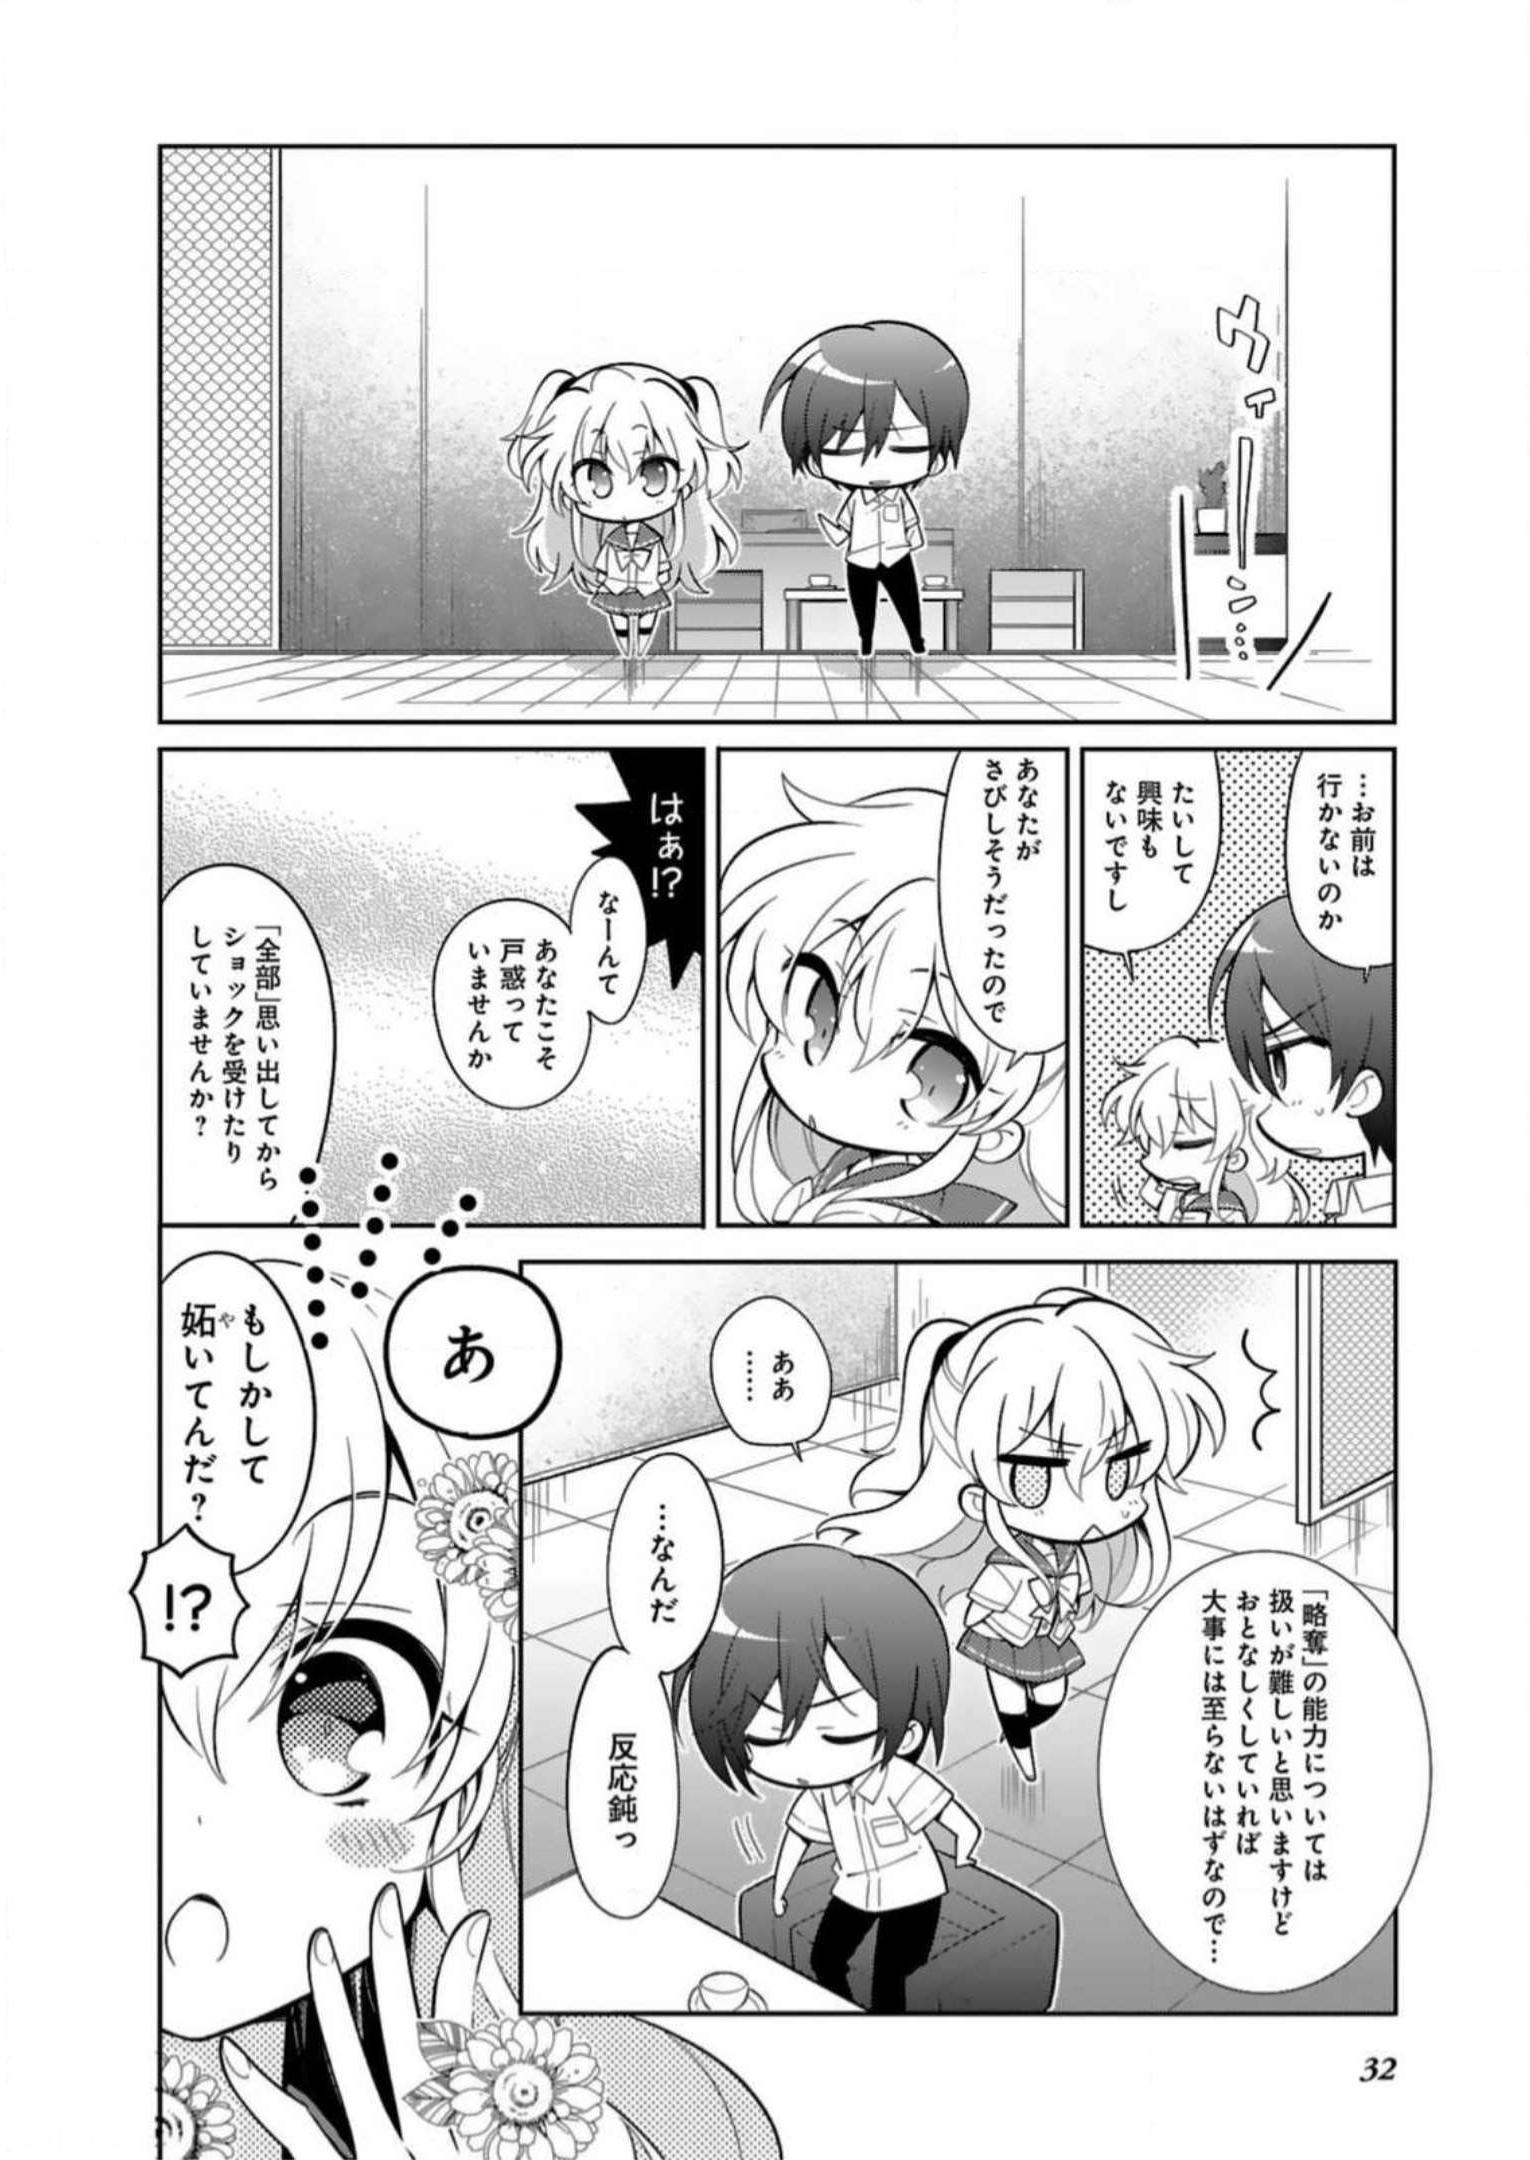 ウィーン…
…お前は
行かないのか
たいして
興味も
ないですし
あなたが
さびしそうだったので
はぁ!?
なーんて
あなたこそ
戸惑って
いませんか
「全部」思い出してから
ショックを受けたり
していませんか?
「略奪」の能力については
扱いが難しいと思いますけど
おとなしくしていれば
大事には至らないはずなので…
ああ
……
…なんだ
反応鈍っ
あ
もしかして
妬いてんだ?
や
!?
32